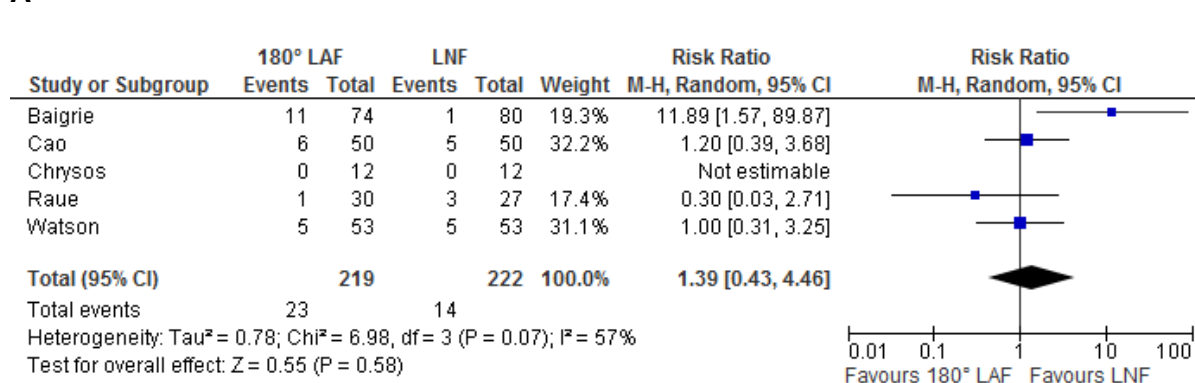 180° LAF LNF Risk Ratio Risk Ratio
Study or Subgroup Events Total Events Total Weight M-H, Random, 95% CI M-H, Random, 95% CI
Baigrie 11 74 1 80 19.3% 11.89 [1.57, 89.87]
Cao 6 50 5 50 32.2% 1.20 [0.39, 3.68]
Chrysos 0 12 0 12 Not estimable
Raue 1 30 3 27 17.4% 0.30 [0.03, 2.71]
Watson 5 53 5 53 31.1% 1.00 [0.31, 3.25]
Total (95% CI) 219 222 100.0% 1.39 [0.43, 4.46]
Total events 23 14
Heterogeneity: Tau² = 0.78; Chi² = 6.98, df = 3 (P = 0.07); I² = 57%
Test for overall effect: Z = 0.55 (P = 0.58)
0.01 0.1 1 10 100
Favours 180° LAF Favours LNF